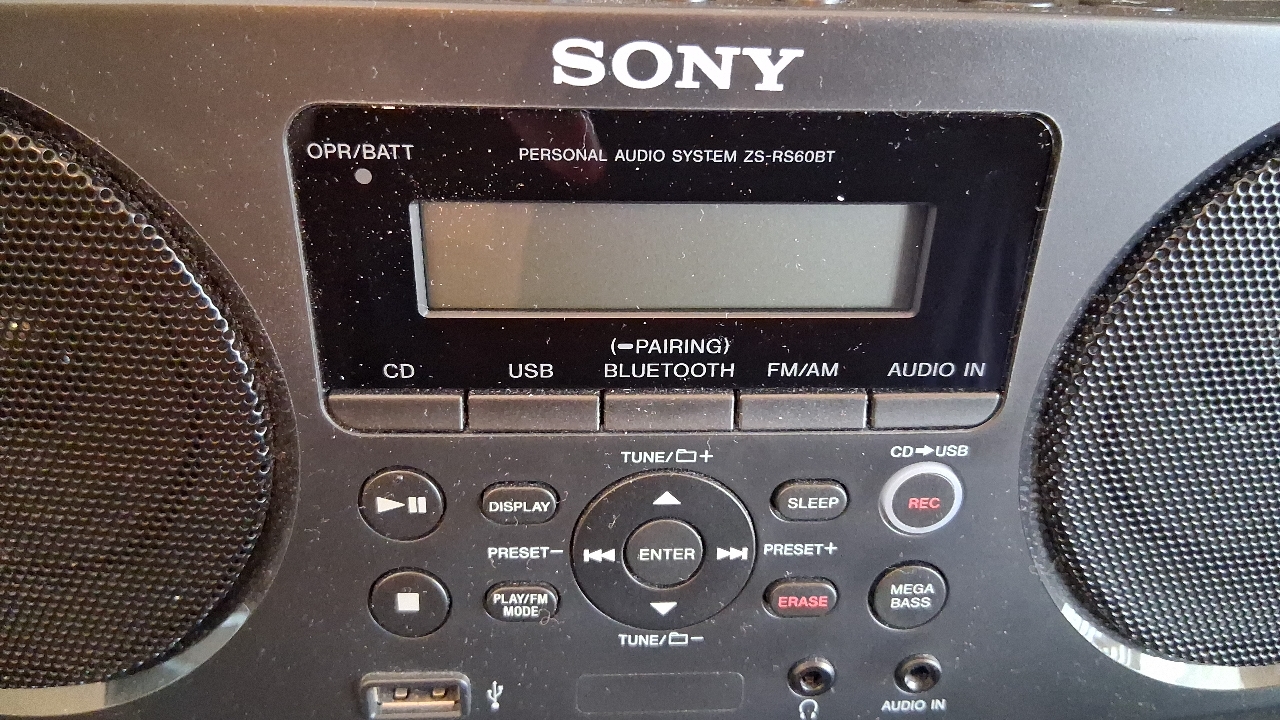 SONY
OPR/BATT
PERSONAL AUDIO SYSTEM ZS-RS60BT
(PAIRING)
CD USB BLUETOOTH FM/AM AUDIO IN
TUNE/ + CD➔USB
DISPLAY SLEEP REC
PRESET− ENTER PRESET+
PLAY/FM
MODE
ERASE
MEGA
BASS
TUNE/ −
AUDIO IN